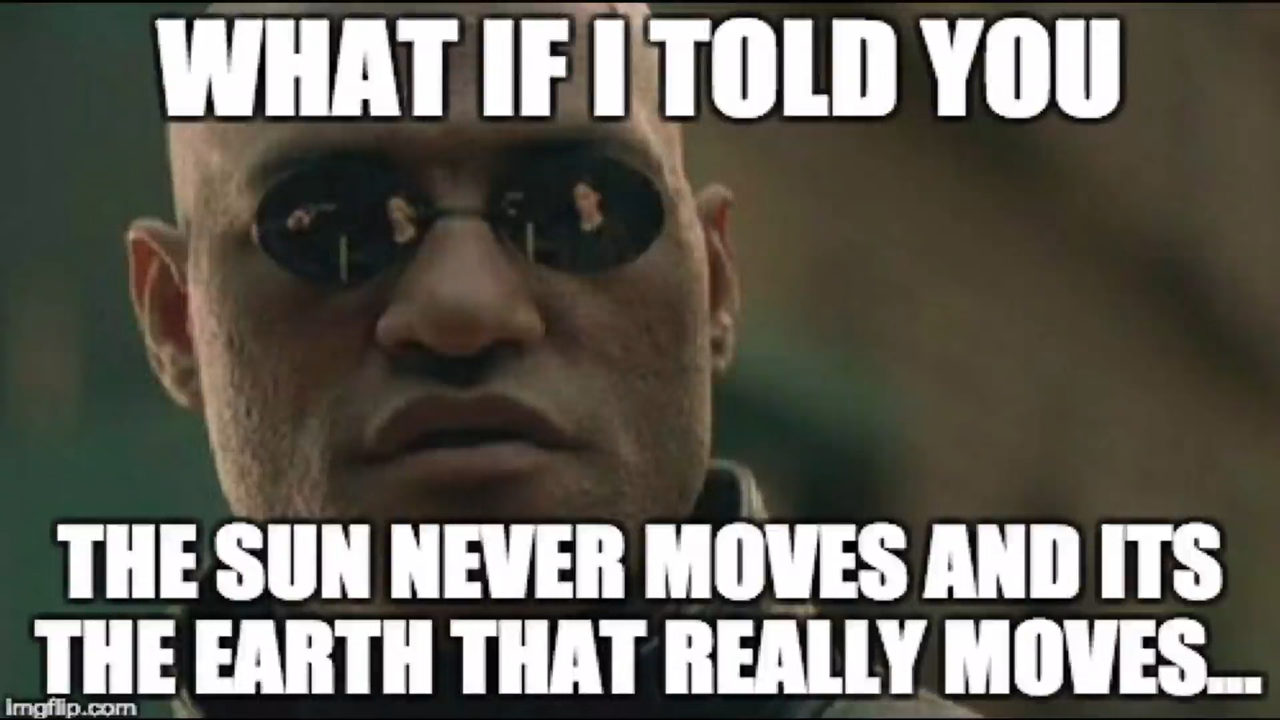 WHAT IF I TOLD YOU
THE SUN NEVER MOVES AND ITS
THE EARTH THAT REALLY MOVES...
imgflip.com